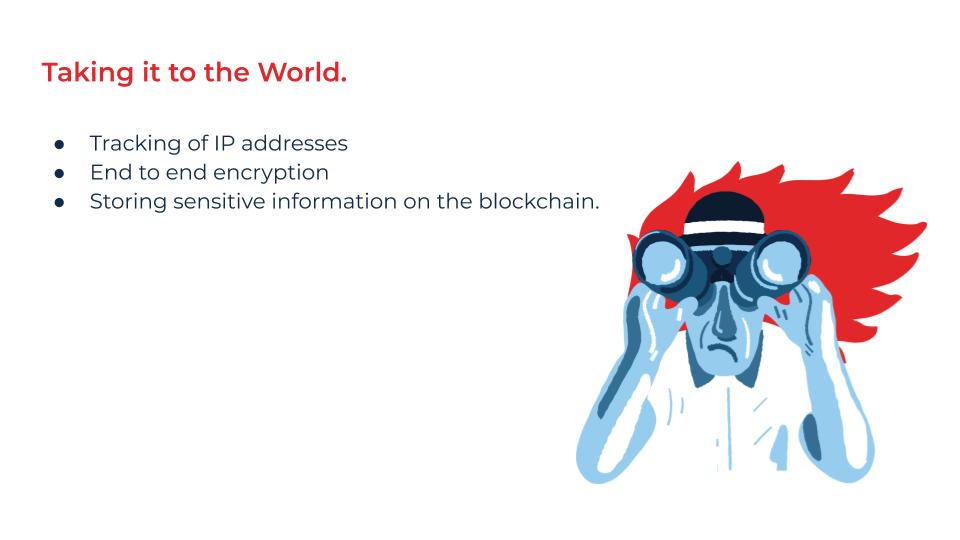 Taking it to the World.
● Tracking of IP addresses
● End to end encryption
● Storing sensitive information on the blockchain.